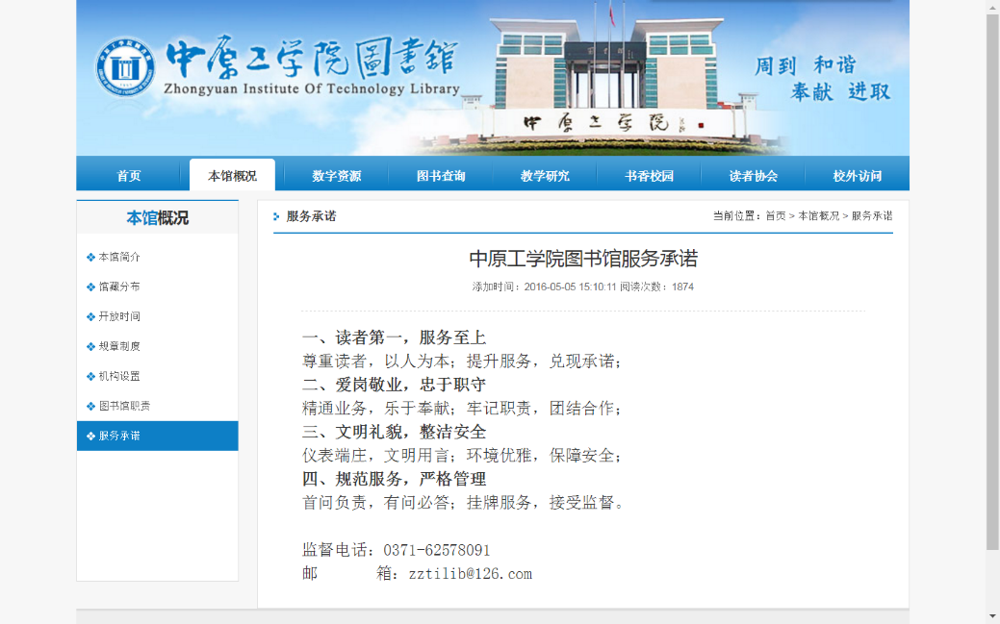 中原工学院圖書館
Zhongyuan Institute Of Technology Library
中原工学院
周到 和谐
奉献 进取
首页 本馆概况 数字资源 图书查询 教学研究 书香校园 读者协会 校外访问
本馆概况
本馆简介
馆藏分布
开放时间
规章制度
机构设置
图书馆职责
服务承诺
服务承诺
当前位置：首页 > 本馆概况 > 服务承诺
中原工学院图书馆服务承诺
添加时间：2016-05-05 15:10:11 阅读次数：1874
一、读者第一，服务至上
尊重读者，以人为本；提升服务，兑现承诺；
二、爱岗敬业，忠于职守
精通业务，乐于奉献；牢记职责，团结合作；
三、文明礼貌，整洁安全
仪表端庄，文明用言；环境优雅，保障安全；
四、规范服务，严格管理
首问负责，有问必答；挂牌服务，接受监督。
监督电话：0371-62578091
邮 箱：zztilib@126.com